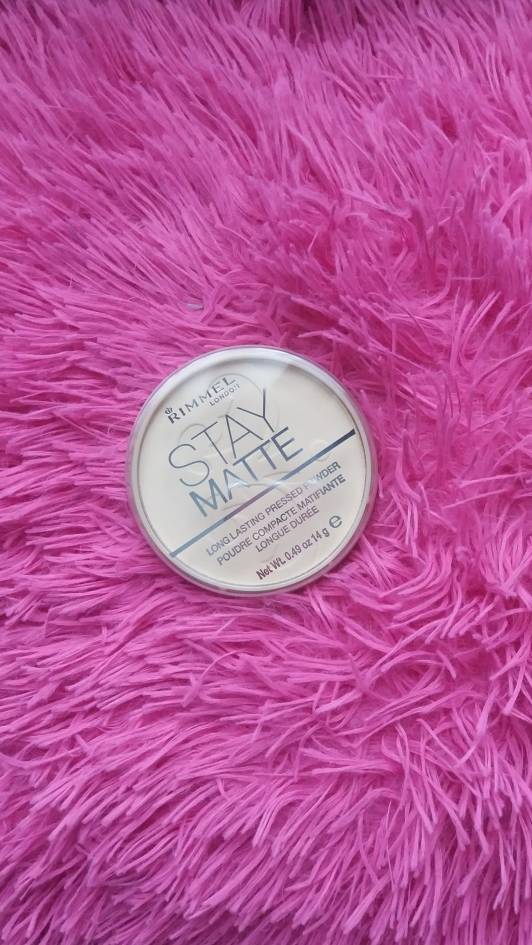 RIMMEL
LONDON
STAY
MATTE
LONG LASTING PRESSED POWDER
POUDRE COMPACTE MATIFIANTE
LONGUE DURÉE
Net Wt. 0.49 oz 14 g e